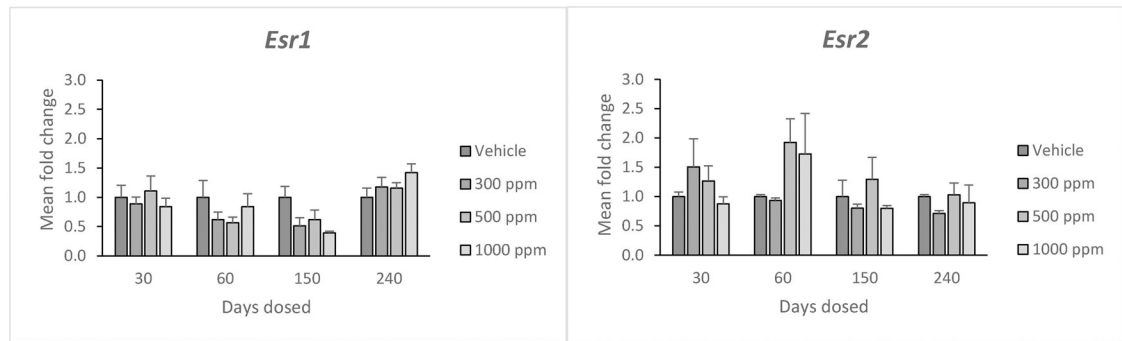 Esr1
Mean fold change
3.0
2.5
2.0
1.5
1.0
0.5
0.0
30 60 150 240
Days dosed
Vehicle
300 ppm
500 ppm
1000 ppm
Esr2
Mean fold change
3.0
2.5
2.0
1.5
1.0
0.5
0.0
30 60 150 240
Days dosed
Vehicle
300 ppm
500 ppm
1000 ppm